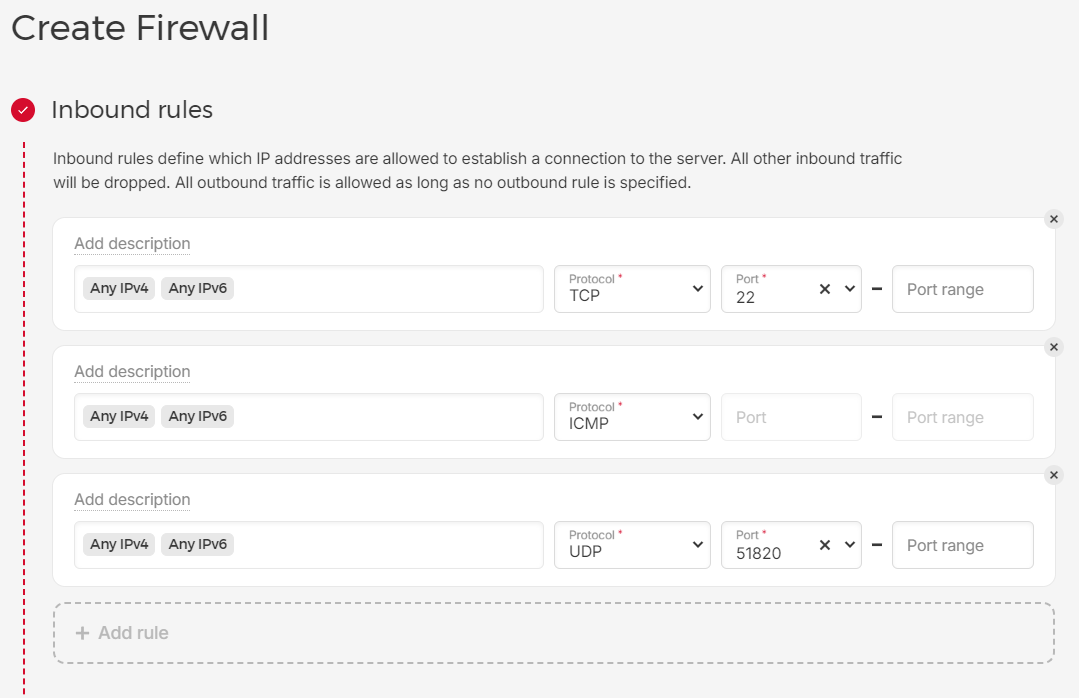 Create Firewall
Inbound rules
Inbound rules define which IP addresses are allowed to establish a connection to the server. All other inbound traffic
will be dropped. All outbound traffic is allowed as long as no outbound rule is specified.
Add description
Any IPv4 Any IPv6 Protocol * TCP Port * 22 Port range
Add description
Any IPv4 Any IPv6 Protocol * ICMP Port Port range
Add description
Any IPv4 Any IPv6 Protocol * UDP Port * 51820 Port range
+ Add rule